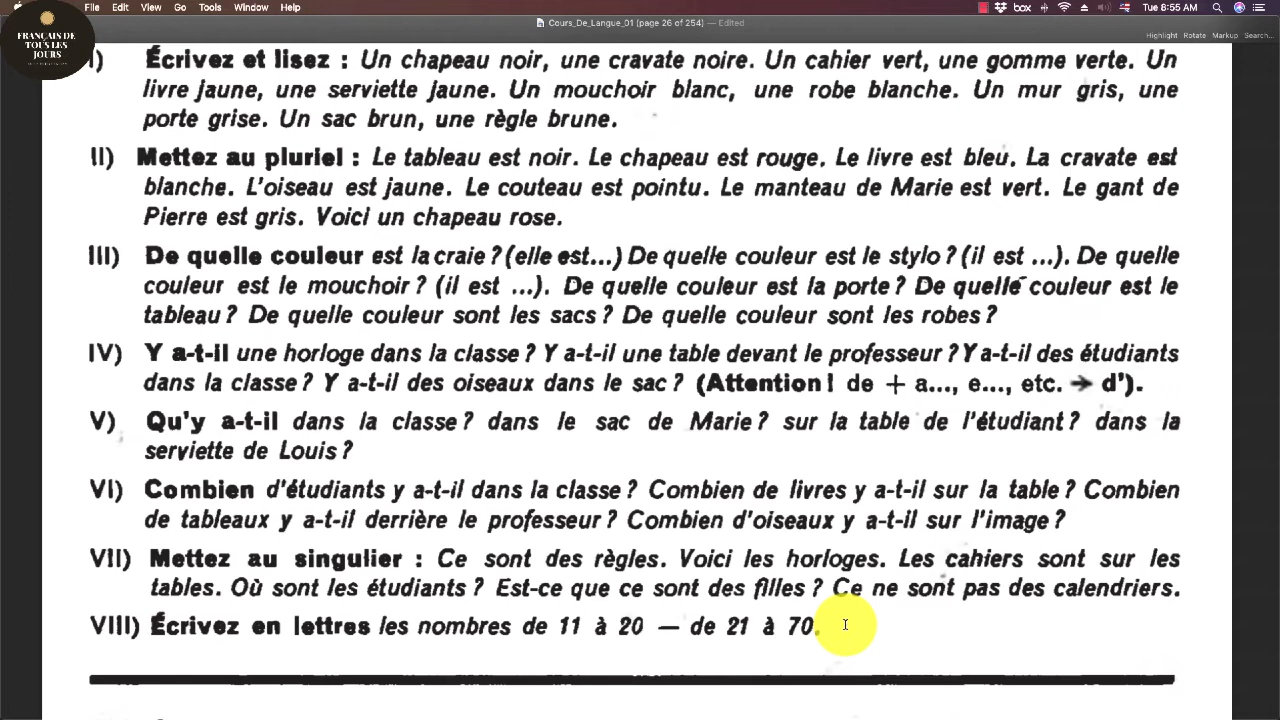 File Edit View Go Tools Window Help
box
Tue 8:55 AM
Cours_De_Langue_01 (page 26 of 254) — Edited
Highlight Rotate Markup Search...
FRANÇAIS DE
TOUS LES
JOURS
I) Écrivez et lisez : Un chapeau noir, une cravate noire. Un cahier vert, une gomme verte. Un
livre jaune, une serviette jaune. Un mouchoir blanc, une robe blanche. Un mur gris, une
porte grise. Un sac brun, une règle brune.
II) Mettez au pluriel : Le tableau est noir. Le chapeau est rouge. Le livre est bleu. La cravate est
blanche. L'oiseau est jaune. Le couteau est pointu. Le manteau de Marie est vert. Le gant de
Pierre est gris. Voici un chapeau rose.
III) De quelle couleur est la craie ? (elle est...) De quelle couleur est le stylo ? (il est ...). De quelle
couleur est le mouchoir ? (il est ...). De quelle couleur est la porte ? De quelle couleur est le
tableau ? De quelle couleur sont les sacs ? De quelle couleur sont les robes ?
IV) Y a-t-il une horloge dans la classe ? Y a-t-il une table devant le professeur ? Y a-t-il des étudiants
dans la classe ? Y a-t-il des oiseaux dans le sac ? (Attention ! de + a..., e..., etc. → d').
V) Qu'y a-t-il dans la classe ? dans le sac de Marie ? sur la table de l'étudiant ? dans la
serviette de Louis ?
VI) Combien d'étudiants y a-t-il dans la classe ? Combien de livres y a-t-il sur la table ? Combien
de tableaux y a-t-il derrière le professeur ? Combien d'oiseaux y a-t-il sur l'image ?
VII) Mettez au singulier : Ce sont des règles. Voici les horloges. Les cahiers sont sur les
tables. Où sont les étudiants ? Est-ce que ce sont des filles ? Ce ne sont pas des calendriers.
VIII) Écrivez en lettres les nombres de 11 à 20 — de 21 à 70.